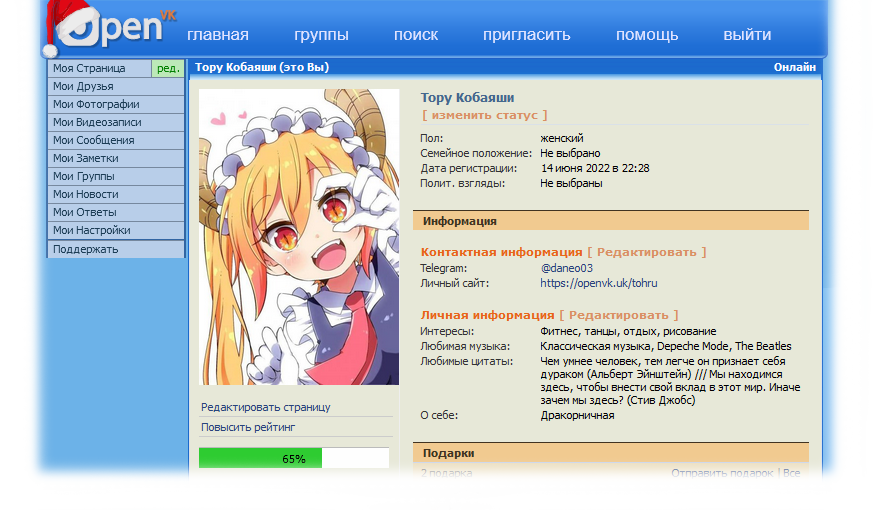 Open VK
главная группы поиск пригласить помощь выйти
Моя Страница ред.
Мои Друзья
Мои Фотографии
Мои Видеозаписи
Мои Сообщения
Мои Заметки
Мои Группы
Мои Новости
Мои Ответы
Мои Настройки
Поддержать
Тору Кобаяши (это Вы) Онлайн
Редактировать страницу
Повысить рейтинг
65%
Тору Кобаяши
[ изменить статус ]
Пол: женский
Семейное положение: Не выбрано
Дата регистрации: 14 июня 2022 в 22:28
Полит. взгляды: Не выбраны
Информация
Контактная информация [ Редактировать ]
Telegram: @daneo03
Личный сайт: https://openvk.uk/tohru
Личная информация [ Редактировать ]
Интересы: Фитнес, танцы, отдых, рисование
Любимая музыка: Классическая музыка, Depeche Mode, The Beatles
Любимые цитаты: Чем умнее человек, тем легче он признает себя
дураком (Альберт Эйнштейн) /// Мы находимся
здесь, чтобы внести свой вклад в этот мир. Иначе
зачем мы здесь? (Стив Джобс)
О себе: Дракорничная
Подарки
2 подарка Отправить подарок | Все